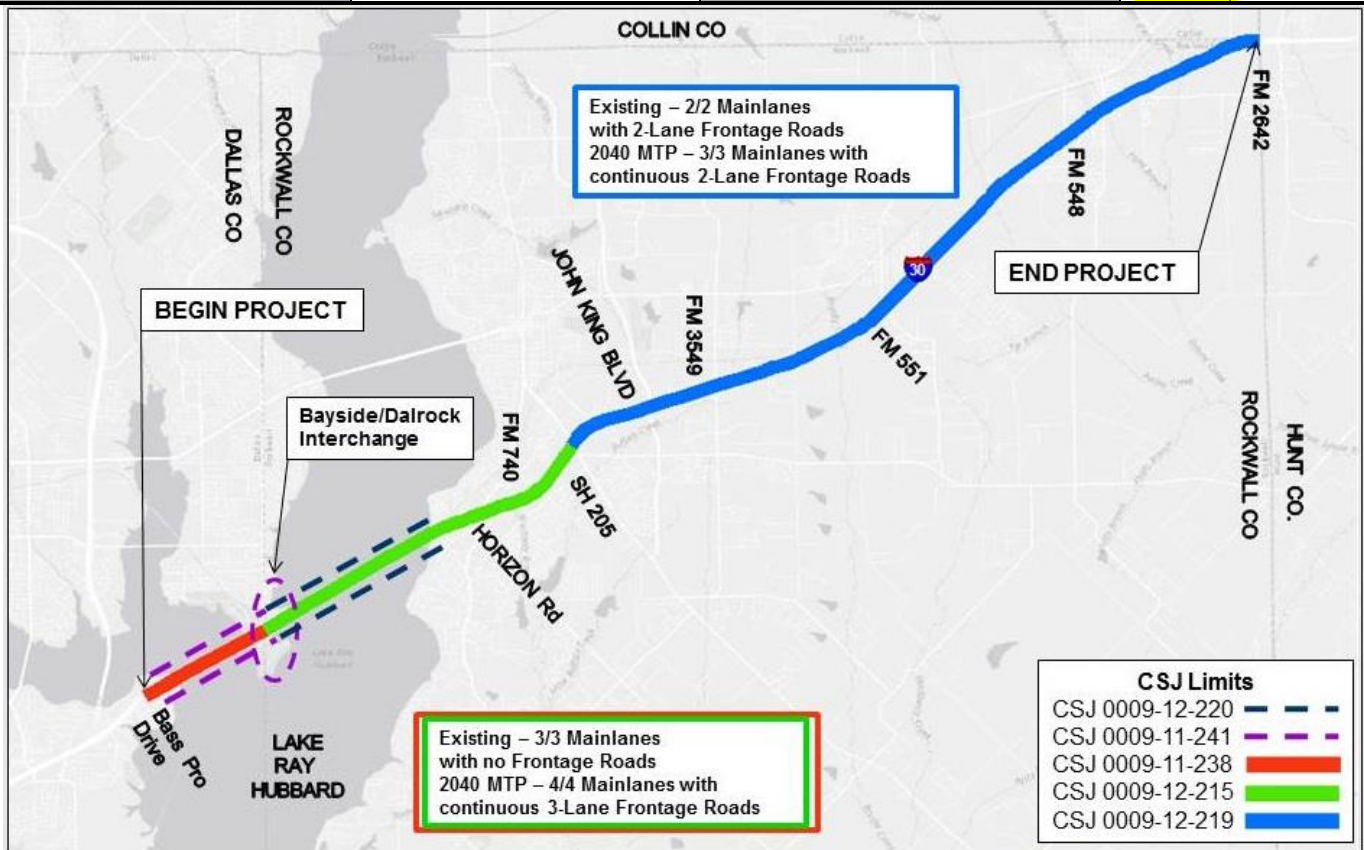 COLLIN CO
ROCKWALL CO
DALLAS CO
Existing – 2/2 Mainlanes
with 2-Lane Frontage Roads
2040 MTP – 3/3 Mainlanes with
continuous 2-Lane Frontage Roads
FM 2642
FM 548
30
END PROJECT
BEGIN PROJECT
JOHN KING BLVD
FM 3549
FM 551
Bayside/Dalrock
Interchange
FM 740
SH 205
HORIZON Rd
ROCKWALL CO
HUNT CO.
Bass Pro
Drive
LAKE
RAY
HUBBARD
Existing – 3/3 Mainlanes
with no Frontage Roads
2040 MTP – 4/4 Mainlanes with
continuous 3-Lane Frontage Roads
CSJ Limits
CSJ 0009-12-220
CSJ 0009-11-241
CSJ 0009-11-238
CSJ 0009-12-215
CSJ 0009-12-219